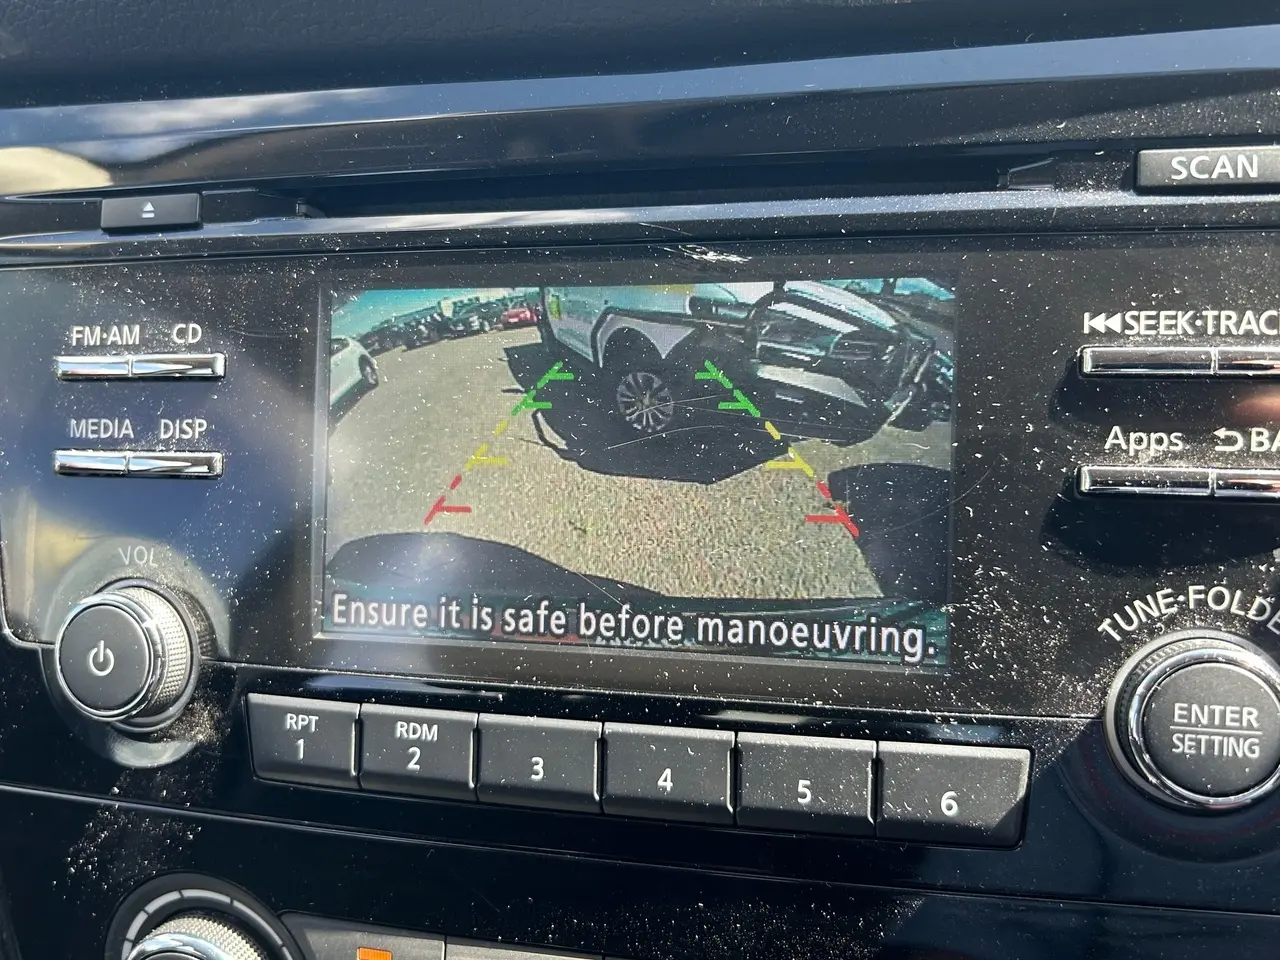 SCAN
FM·AM CD
SEEK·TRAC
MEDIA DISP
Apps BA
VOL
TUNE·FOLDE
Ensure it is safe before manoeuvring.
ENTER
SETTING
RPT
1
RDM
2
3
4
5
6